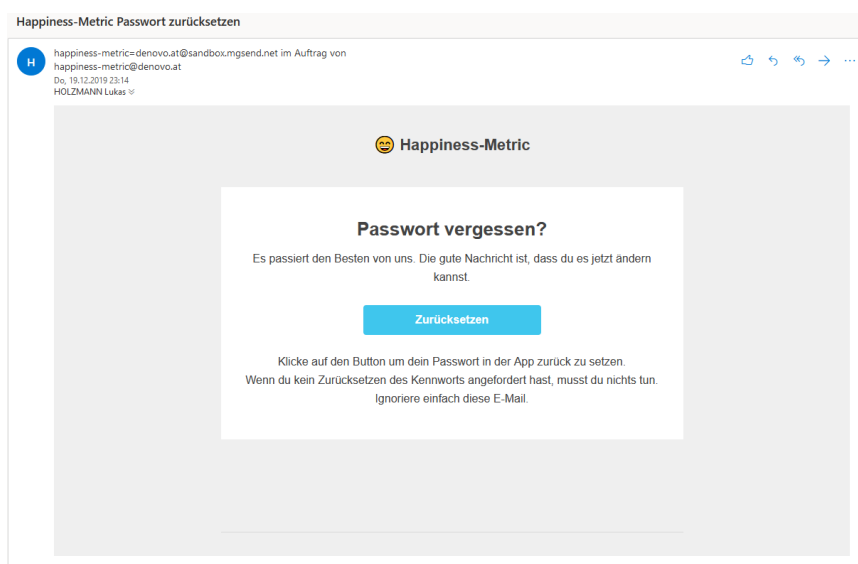 Happiness-Metric Passwort zurücksetzen
H
happiness-metric=denovo.at@sandbox.mgsend.net im Auftrag von
happiness-metric@denovo.at
Do, 19.12.2019 23:14
HOLZMANN Lukas
Happiness-Metric
Passwort vergessen?
Es passiert den Besten von uns. Die gute Nachricht ist, dass du es jetzt ändern
kannst.
Zurücksetzen
Klicke auf den Button um dein Passwort in der App zurück zu setzen.
Wenn du kein Zurücksetzen des Kennworts angefordert hast, musst du nichts tun.
Ignoriere einfach diese E-Mail.